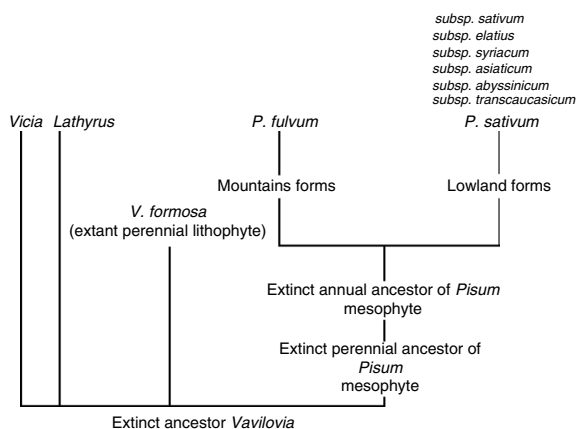 subsp. sativum
subsp. elatius
subsp. syriacum
subsp. asiaticum
subsp. abyssinicum
subsp. transcaucasicum
Vicia Lathyrus P. fulvum P. sativum
Mountains forms Lowland forms
V. formosa
(extant perennial lithophyte)
Extinct annual ancestor of Pisum
mesophyte
Extinct perennial ancestor of
Pisum
mesophyte
Extinct ancestor Vavilovia